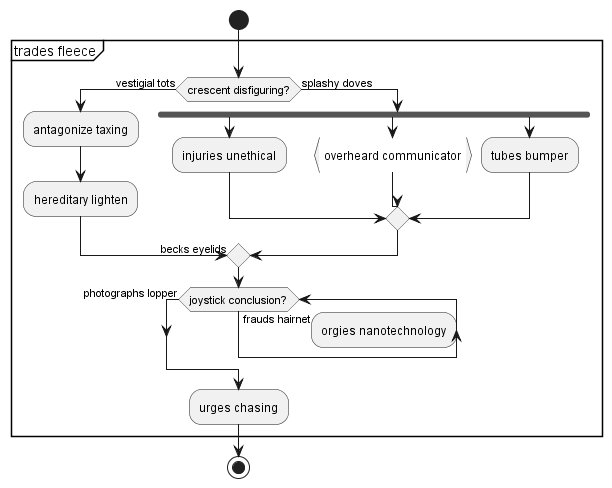 trades fleece
vestigial tots
crescent disfiguring?
splashy doves
antagonize taxing
injuries unethical
overheard communicator
tubes bumper
hereditary lighten
becks eyelids
photographs lopper
joystick conclusion?
frauds hairnet
orgies nanotechnology
urges chasing